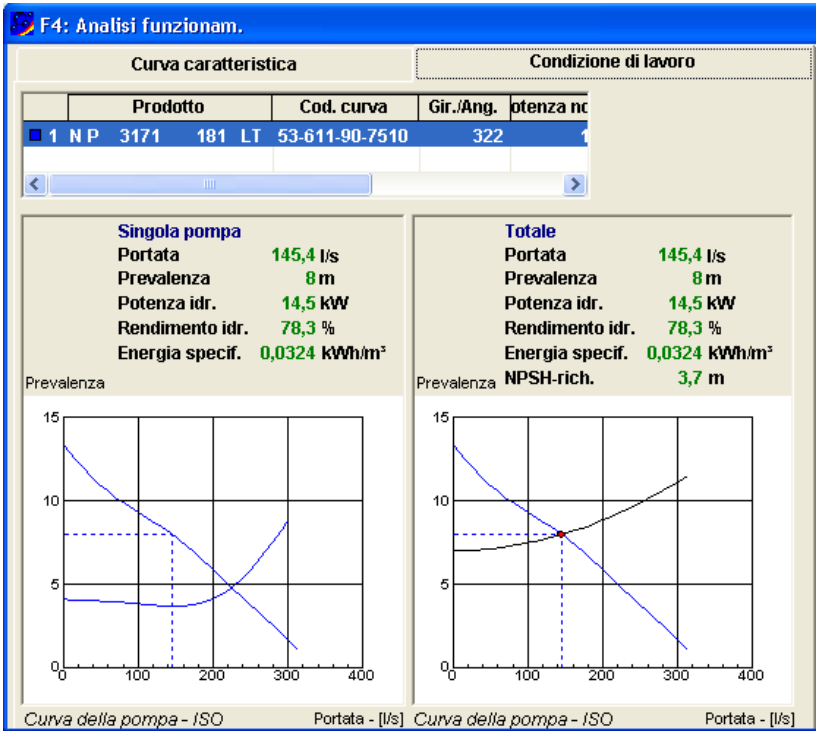 F4: Analisi funzionam.
Curva caratteristica
Condizione di lavoro
Prodotto Cod. curva Gir./Ang. otenza no
1 N P 3171 181 LT 53-611-90-7510 322 1
Singola pompa
Portata 145,4 l/s
Prevalenza 8 m
Potenza idr. 14,5 kW
Rendimento idr. 78,3 %
Energia specif. 0,0324 kWh/m³
Prevalenza
15
10
5
0
0 100 200 300 400
Curva della pompa - ISO Portata - [l/s]
Totale
Portata 145,4 l/s
Prevalenza 8 m
Potenza idr. 14,5 kW
Rendimento idr. 78,3 %
Energia specif. 0,0324 kWh/m³
NPSH-rich. 3,7 m
Prevalenza
15
10
5
0
0 100 200 300 400
Curva della pompa - ISO Portata - [l/s]